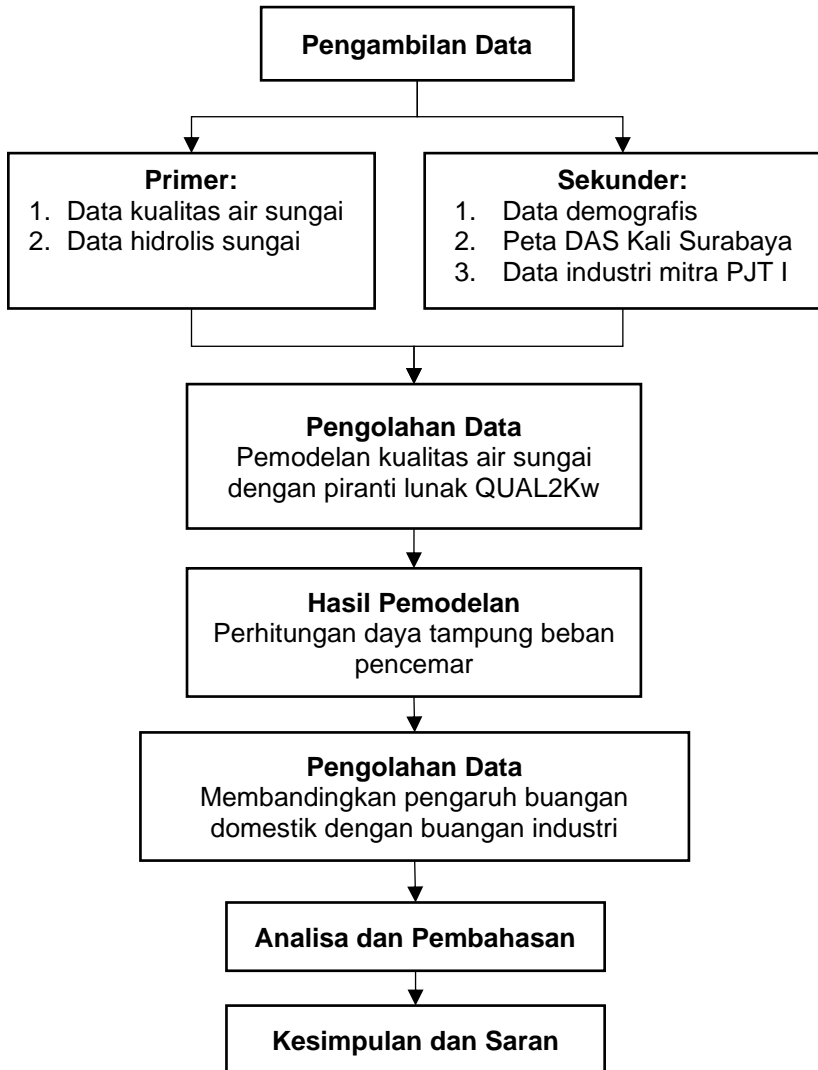 Pengambilan Data
Primer:
1. Data kualitas air sungai
2. Data hidrolis sungai
Sekunder:
1. Data demografis
2. Peta DAS Kali Surabaya
3. Data industri mitra PJT I
Pengolahan Data
Pemodelan kualitas air sungai
dengan piranti lunak QUAL2Kw
Hasil Pemodelan
Perhitungan daya tampung beban
pencemar
Pengolahan Data
Membandingkan pengaruh buangan
domestik dengan buangan industri
Analisa dan Pembahasan
Kesimpulan dan Saran